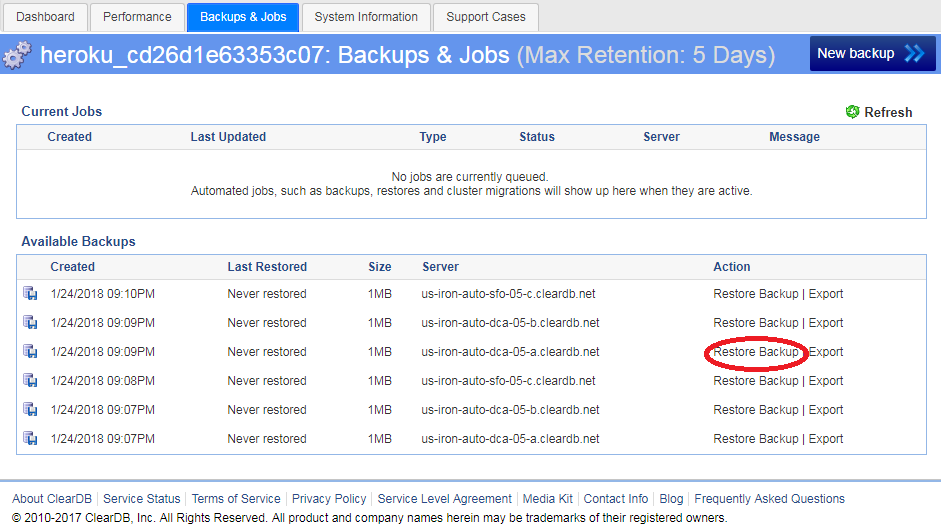 Dashboard Performance Backups & Jobs System Information Support Cases
heroku_cd26d1e63353c07: Backups & Jobs (Max Retention: 5 Days) New backup
Current Jobs Refresh
Created Last Updated Type Status Server Message
No jobs are currently queued.
Automated jobs, such as backups, restores and cluster migrations will show up here when they are active.
Available Backups
Created Last Restored Size Server Action
1/24/2018 09:10PM Never restored 1MB us-iron-auto-sfo-05-c.cleardb.net Restore Backup | Export
1/24/2018 09:09PM Never restored 1MB us-iron-auto-dca-05-b.cleardb.net Restore Backup | Export
1/24/2018 09:09PM Never restored 1MB us-iron-auto-dca-05-a.cleardb.net Restore Backup | Export
1/24/2018 09:08PM Never restored 1MB us-iron-auto-sfo-05-c.cleardb.net Restore Backup | Export
1/24/2018 09:07PM Never restored 1MB us-iron-auto-dca-05-b.cleardb.net Restore Backup | Export
1/24/2018 09:07PM Never restored 1MB us-iron-auto-dca-05-a.cleardb.net Restore Backup | Export
About ClearDB | Service Status | Terms of Service | Privacy Policy | Service Level Agreement | Media Kit | Contact Info | Blog | Frequently Asked Questions
© 2010-2017 ClearDB, Inc. All Rights Reserved. All product and company names herein may be trademarks of their registered owners.